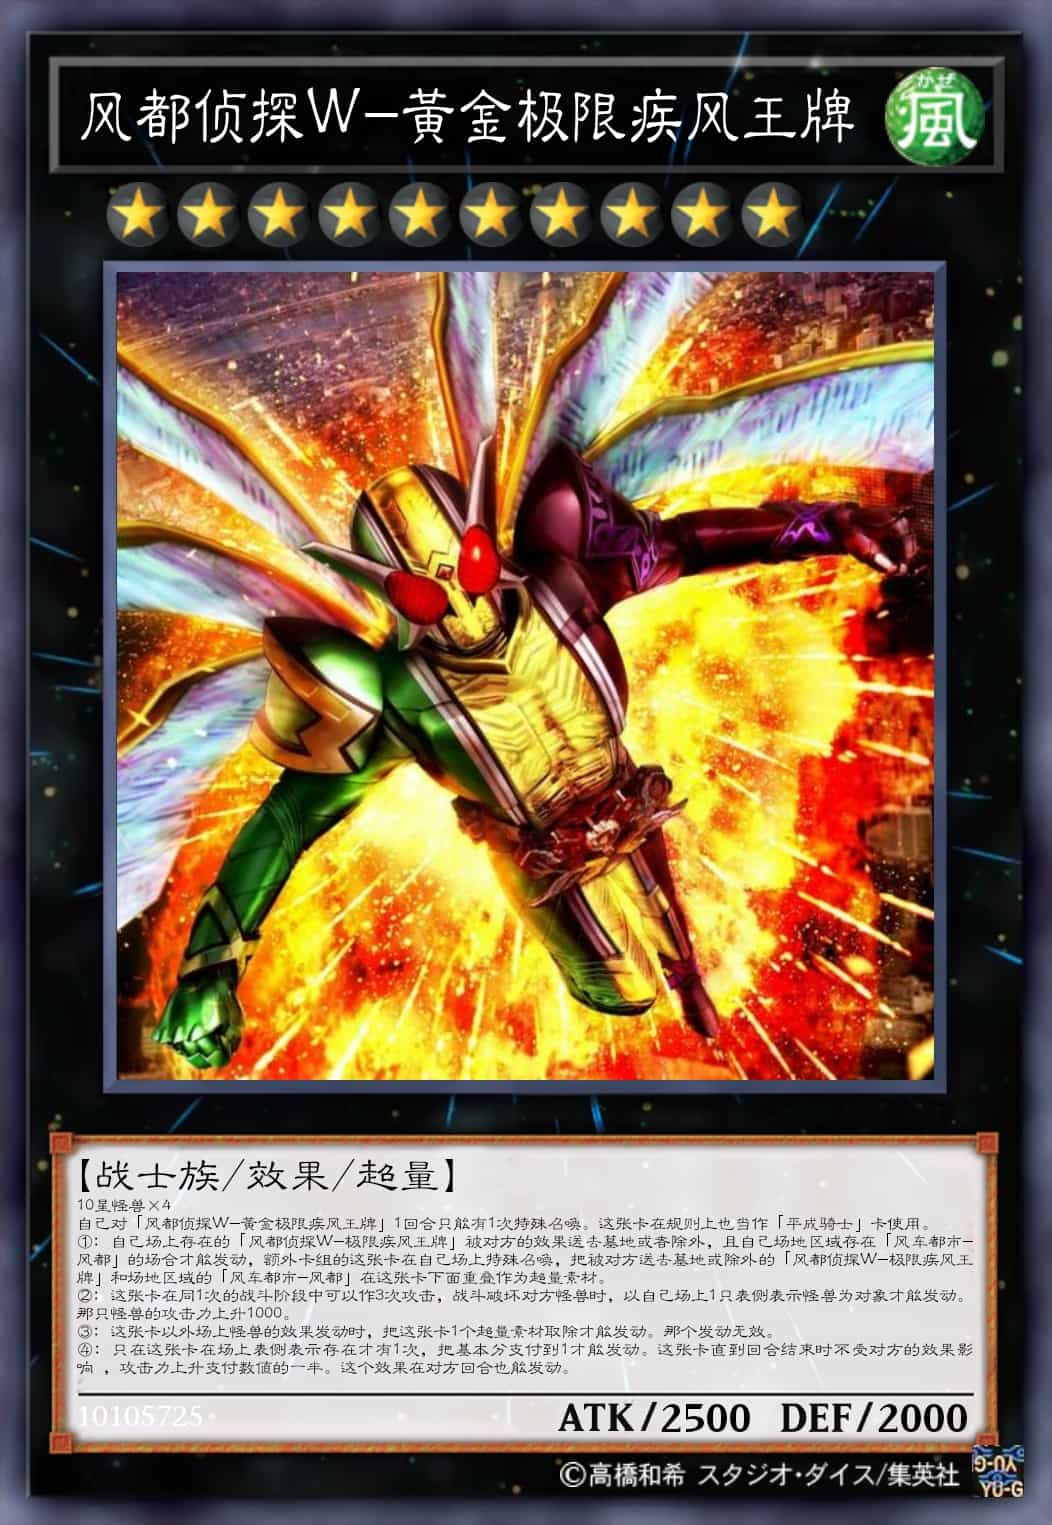 风都侦探W-黃金极限疾风王牌
かぜ
風
【战士族/效果/超量】
10星怪兽×4
自己对「风都侦探W-黄金极限疾风王牌」1回合只能有1次特殊召唤。这张卡在规则上也当作「平成骑士」卡使用。
①：自己场上存在的「风都侦探W-极限疾风王牌」被对方的效果送去墓地或者除外，且自己场地区域存在「风车都市-
风都」的场合才能发动，额外卡组的这张卡在自己场上特殊召唤，把被对方送去墓地或除外的「风都侦探W-极限疾风王
牌」和场地区域的「风车都市-风都」在这张卡下面重叠作为超量素材。
②：这张卡在同1次的战斗阶段中可以作3次攻击，战斗破坏对方怪兽时，以自己场上1只表侧表示怪兽为对象才能发动。
那只怪兽的攻击力上升1000。
③：这张卡以外场上怪兽的效果发动时，把这张卡1个超量素材取除才能发动。那个发动无效。
④：只在这张卡在场上表侧表示存在才有1次，把基本分支付到1才能发动。这张卡直到回合结束时不受对方的效果影
响，攻击力上升支付数值的一半。这个效果在对方回合也能发动。
10105725
ATK/2500 DEF/2000
©高橋和希 スタジオ・ダイス/集英社
YU-G
YU-G